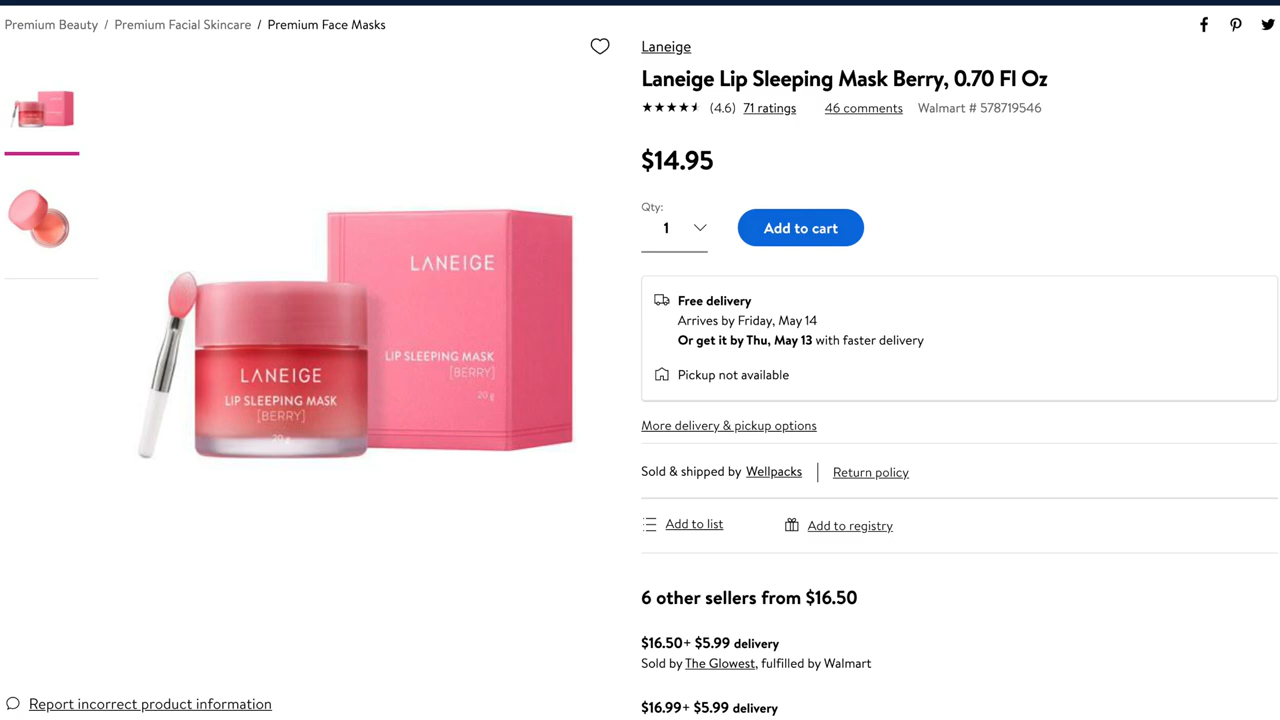 Premium Beauty / Premium Facial Skincare / Premium Face Masks
Laneige
Laneige Lip Sleeping Mask Berry, 0.70 Fl Oz
(4.6) 71 ratings 46 comments Walmart # 578719546
$14.95
Qty:
1
Add to cart
Free delivery
Arrives by Friday, May 14
Or get it by Thu, May 13 with faster delivery
Pickup not available
More delivery & pickup options
Sold & shipped by Wellpacks | Return policy
Add to list
Add to registry
6 other sellers from $16.50
$16.50+ $5.99 delivery
Sold by The Glowest, fulfilled by Walmart
$16.99+ $5.99 delivery
LANEIGE
LIP SLEEPING MASK
[BERRY]
20 g
LANEIGE
LIP SLEEPING MASK
[BERRY]
20 g
Report incorrect product information